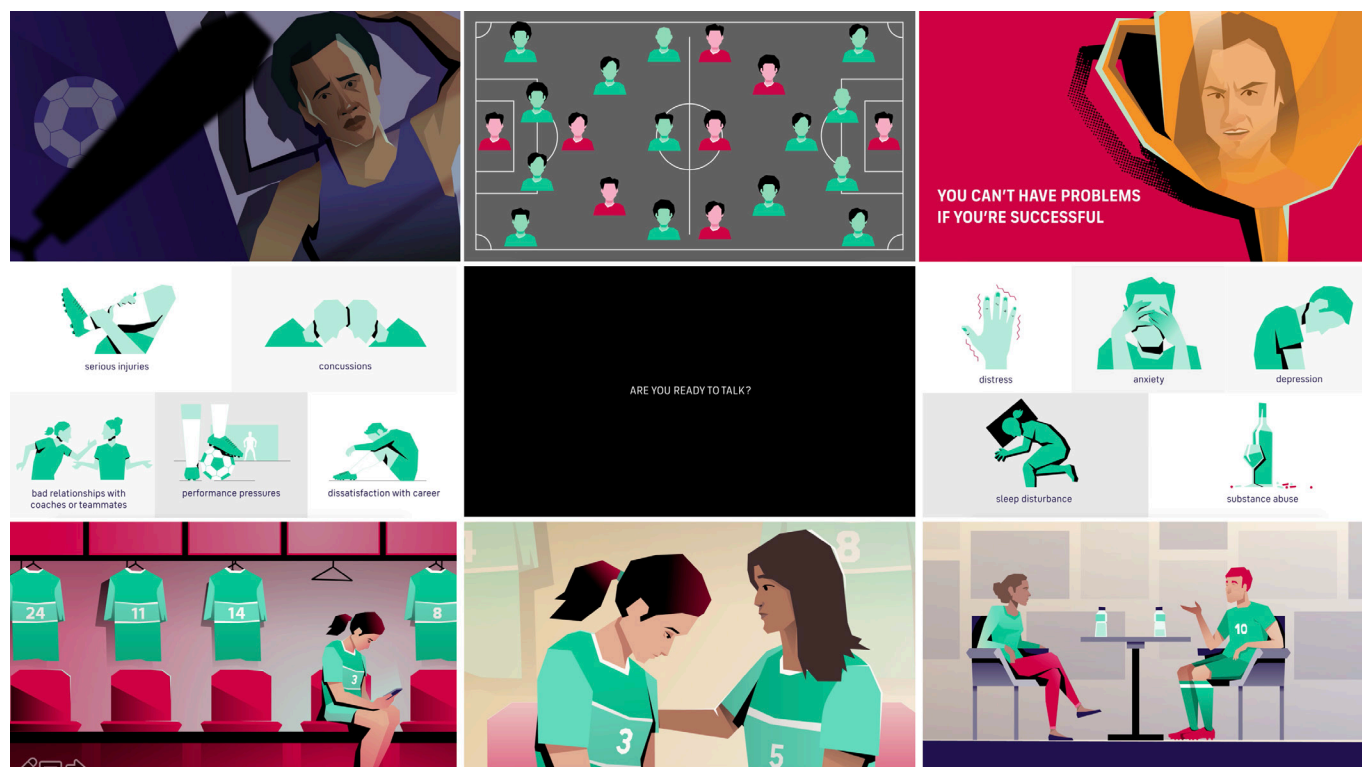 YOU CAN'T HAVE PROBLEMS
IF YOU'RE SUCCESSFUL
serious injuries
concussions
bad relationships with
coaches or teammates
performance pressures
dissatisfaction with career
ARE YOU READY TO TALK?
distress
anxiety
depression
sleep disturbance
substance abuse
24
11
14
8
3
4
8
3
5
10